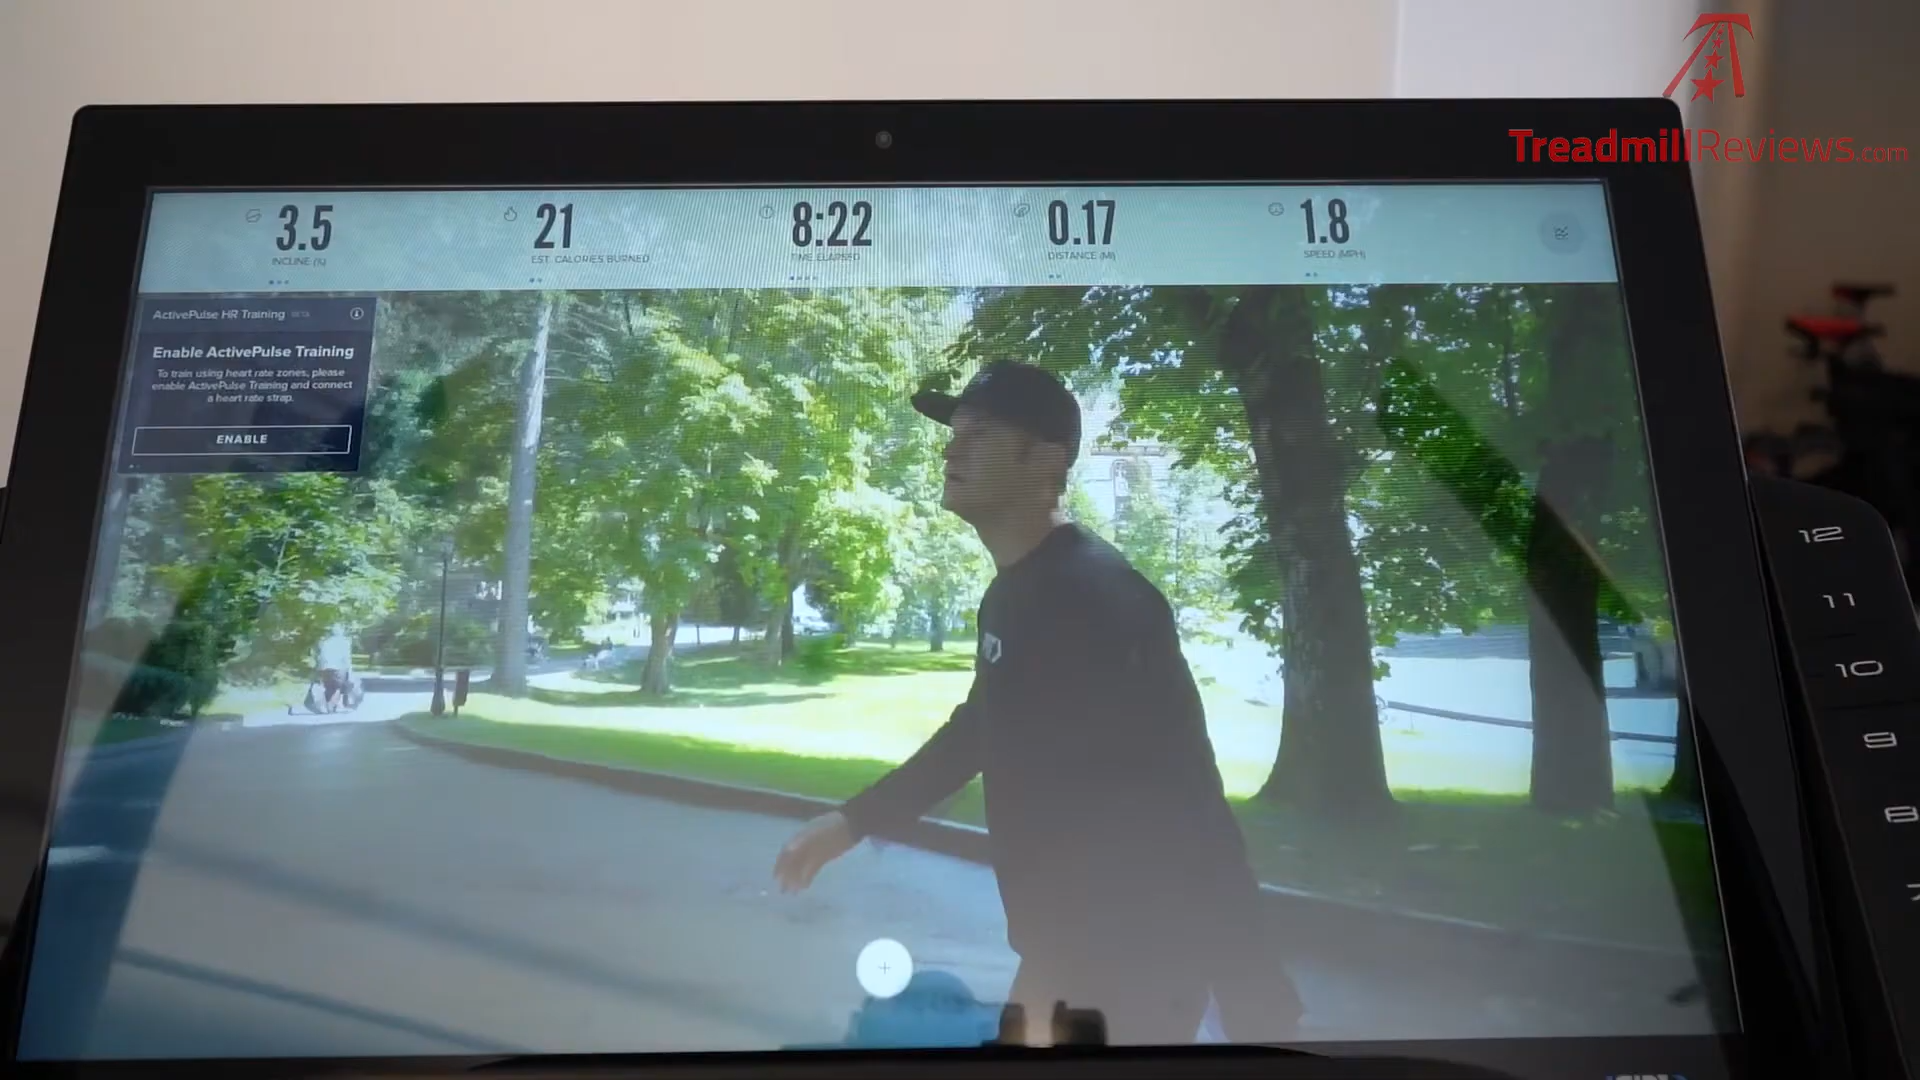 TreadmillReviews.com
3.5
INCLINE (%)
21
EST. CALORIES BURNED
8:22
TIME ELAPSED
0.17
DISTANCE (MI)
1.8
SPEED (MPH)
ActivePulse HR Training BETA
Enable ActivePulse Training
To train using heart rate zones, please
enable ActivePulse Training and connect
a heart rate strap.
ENABLE
12
11
10
9
8
7